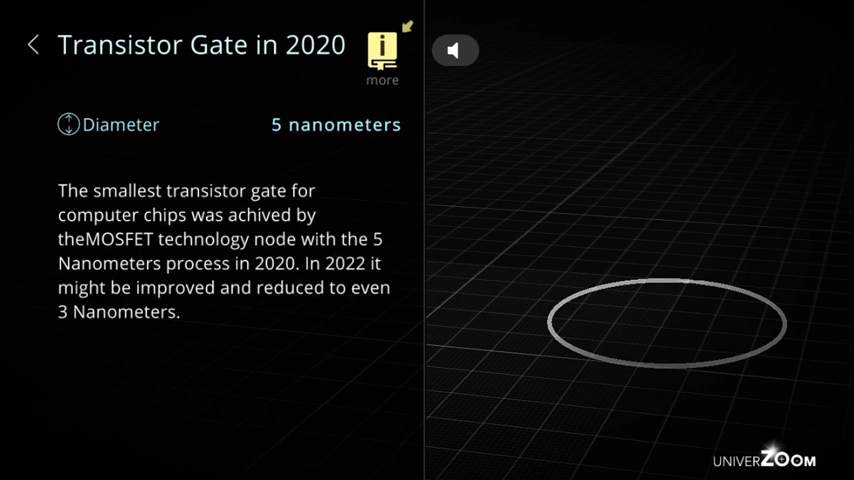 Transistor Gate in 2020
more
Diameter
5 nanometers
The smallest transistor gate for
computer chips was achived by
theMOSFET technology node with the 5
Nanometers process in 2020. In 2022 it
might be improved and reduced to even
3 Nanometers.
UNIVERZOOM